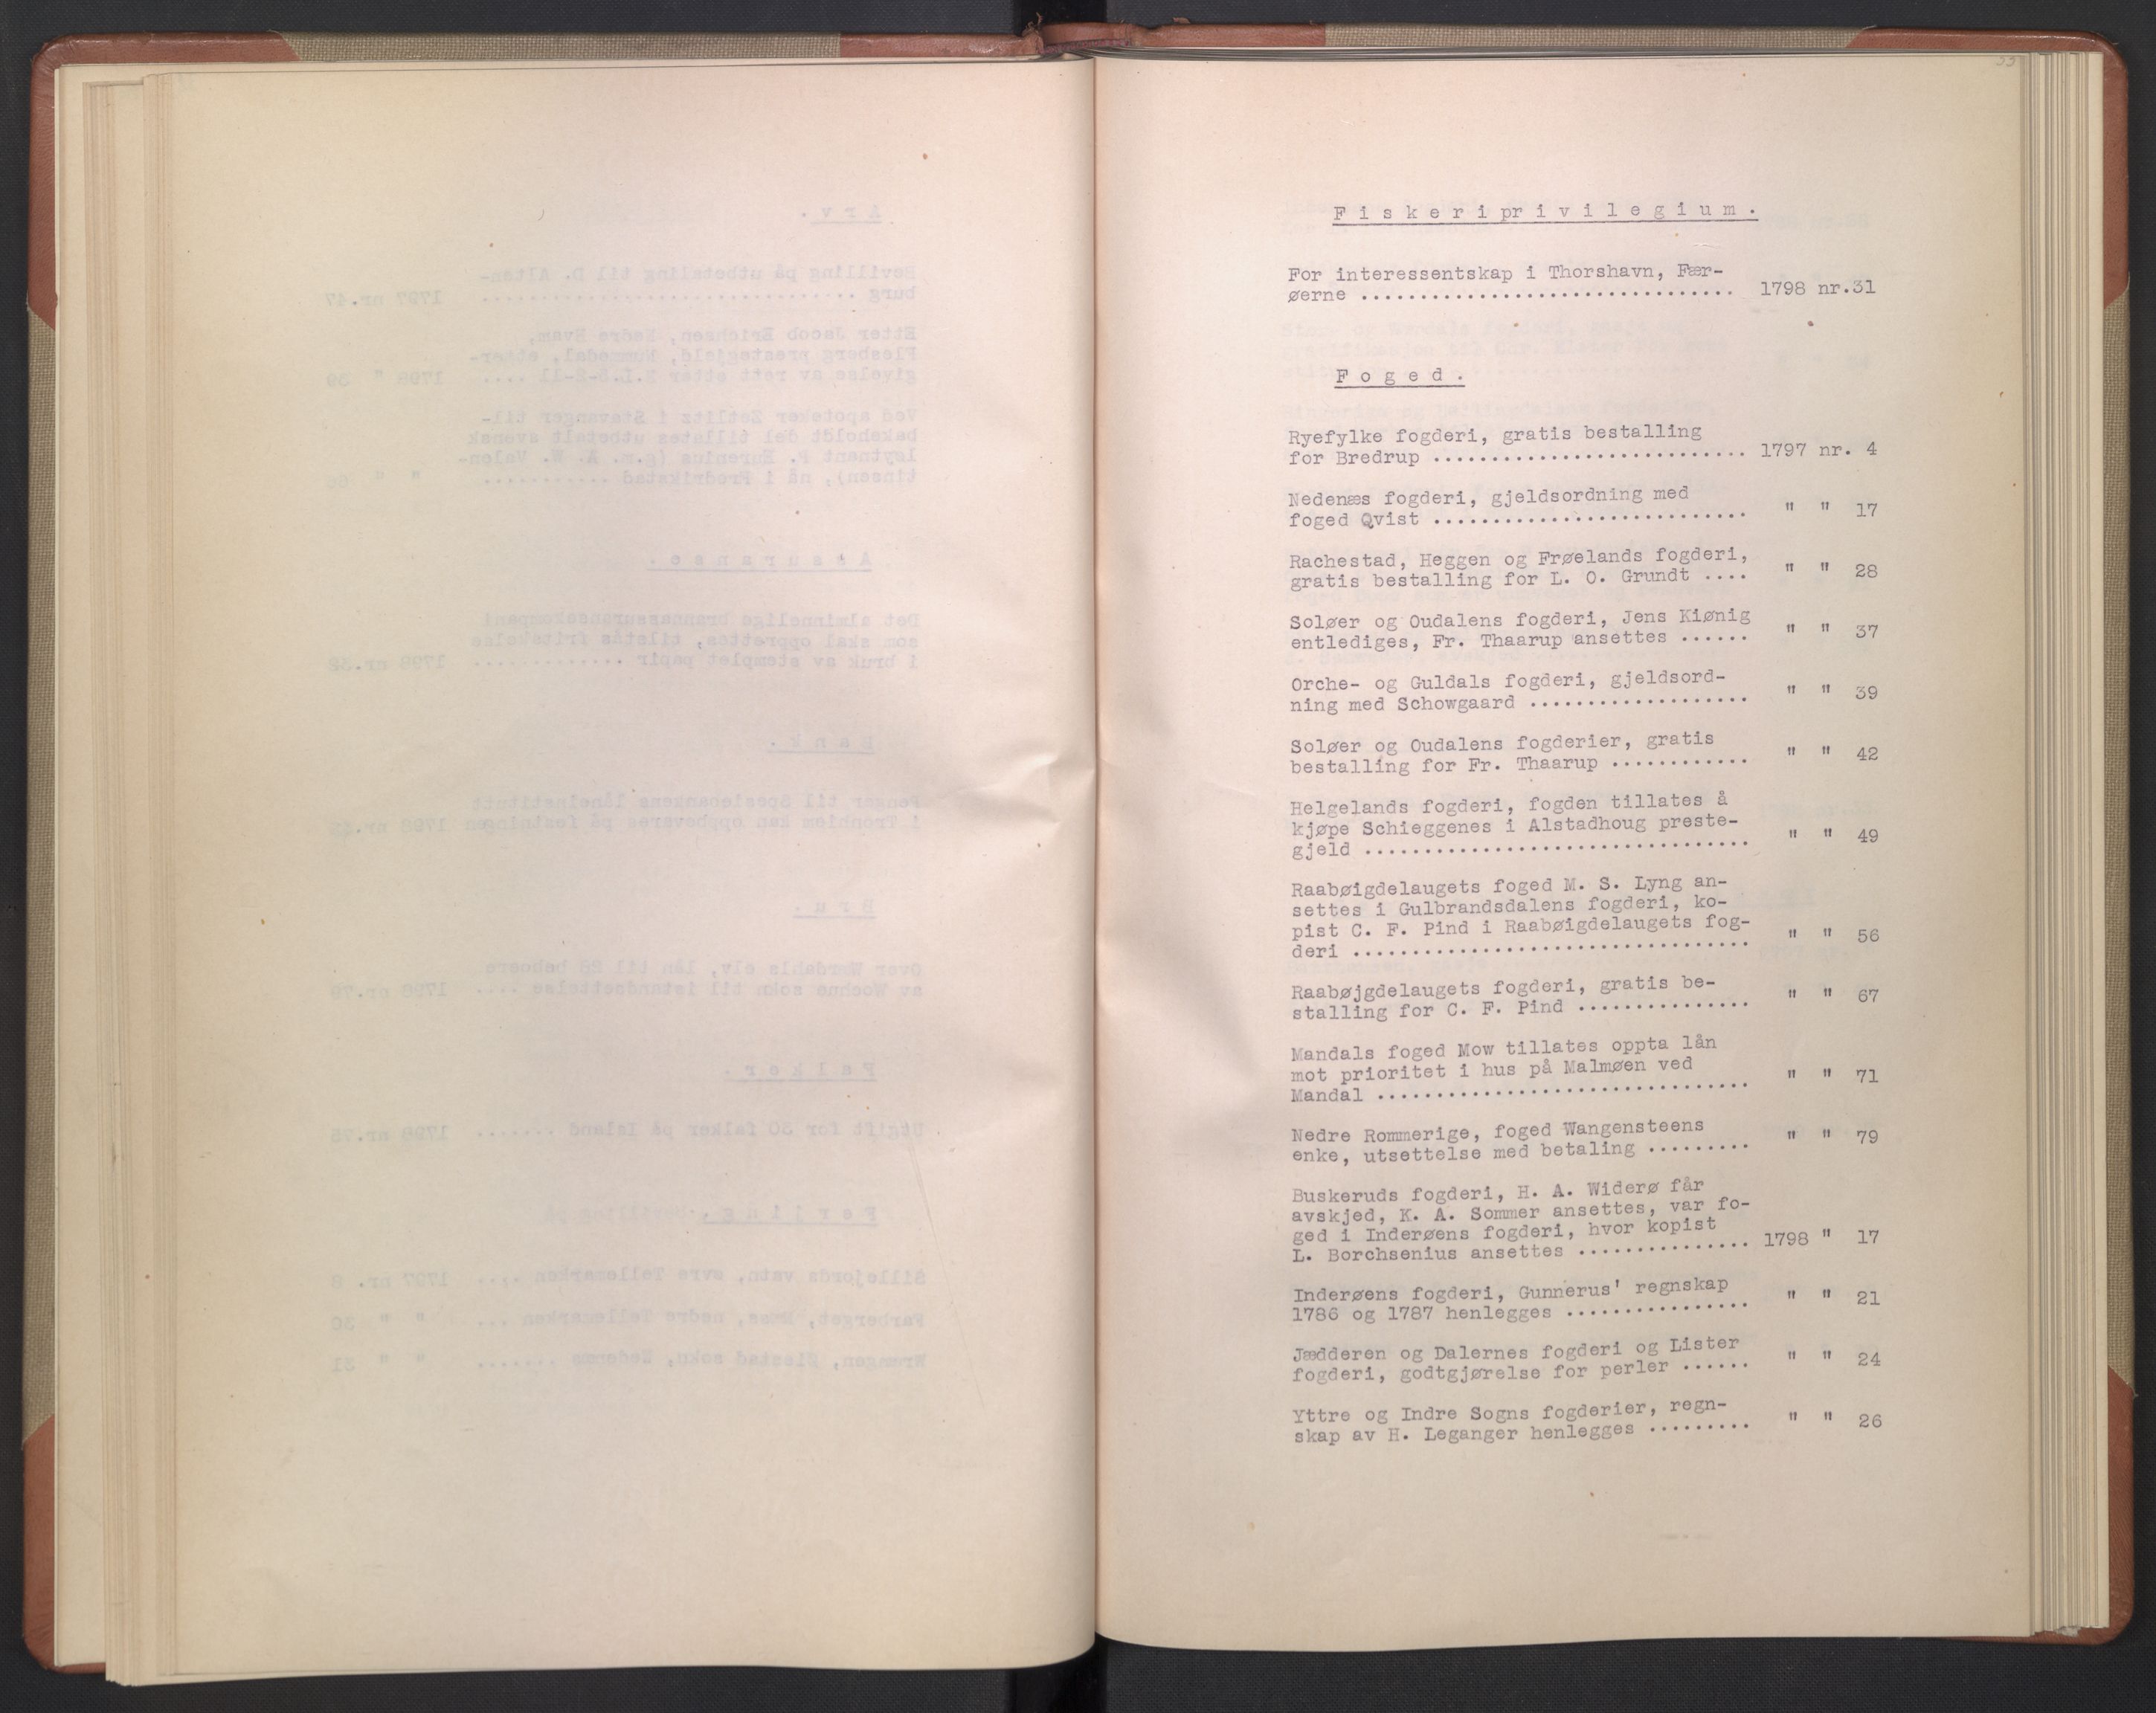 Fiskeriprivilegium.
For interessentskap i Thorshavn, Fær-
øerne ................................ 1798 nr.31
Foged.
Ryefylke fogderi, gratis bestalling
for Bredrup ........................... 1797 nr. 4
Nedenæs fogderi, gjeldsordning med
foged Qvist ........................... " " 17
Rachestad, Heggen og Frøelands fogderi,
gratis bestalling for L. O. Grundt .... " " 28
Soløer og Oudalens fogderi, Jens Kiønig
entlediges, Fr. Thaarup ansettes ...... " " 37
Orche- og Guldals fogderi, gjeldsord-
ning med Schowgaard ................... " " 39
Soløer og Oudalens fogderier, gratis
bestalling for Fr. Thaarup ............ " " 42
Helgelands fogderi, fogden tillates å
kjøpe Schieggenes i Alstadhoug preste-
gjeld ................................. " " 49
Raabøigdelaugets foged M. S. Lyng an-
settes i Gulbrandsdalens fogderi, ko-
pist C. F. Pind i Raabøigdelaugets fog-
deri .................................. " " 56
Raabøjgdelaugets fogderi, gratis be-
stalling for C. F. Pind ............... " " 67
Mandals foged Mow tillates oppta lån
mot prioritet i hus på Malmøen ved
Mandal ................................ " " 71
Nedre Rommerige, foged Wangensteens
enke, utsettelse med betaling ......... " " 79
Buskeruds fogderi, H. A. Widerø får
avskjed, K. A. Sommer ansettes, var fo-
ged i Inderøens fogderi, hvor kopist
L. Borchsenius ansettes ............... 1798 " 17
Inderøens fogderi, Gunnerus' regnskap
1786 og 1787 henlegges ................ " " 21
Jædderen og Dalernes fogderi og Lister
fogderi, godtgjørelse for perler ...... " " 24
Yttre og Indre Sogns fogderier, regn-
skap av H. Leganger henlegges ......... " " 26